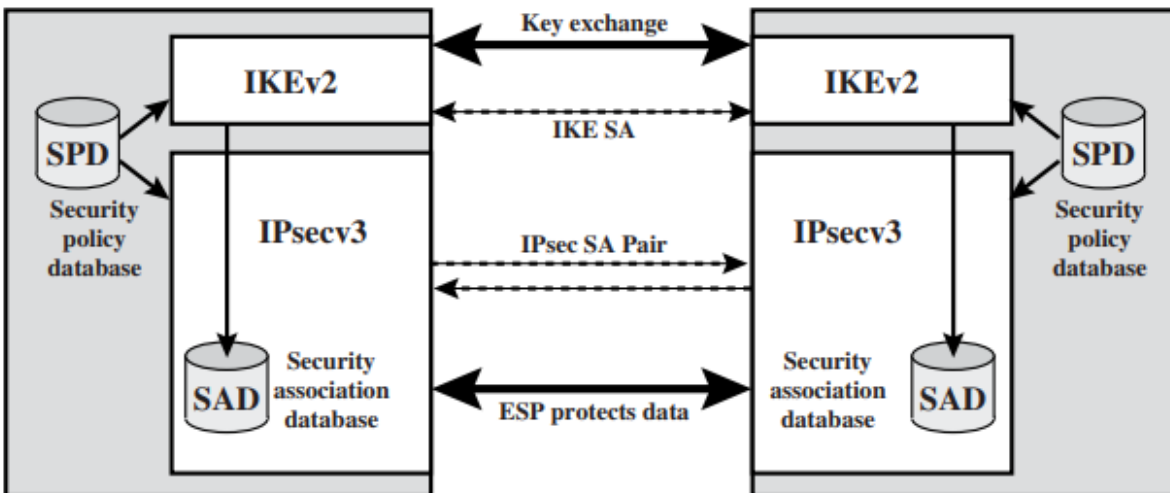 Key exchange
IKEv2
IKEv2
IKE SA
SPD
SPD
Security
policy
database
Security
policy
database
IPsecv3
IPsecv3
IPsec SA Pair
Security
association
database
SAD
Security
association
database
SAD
ESP protects data